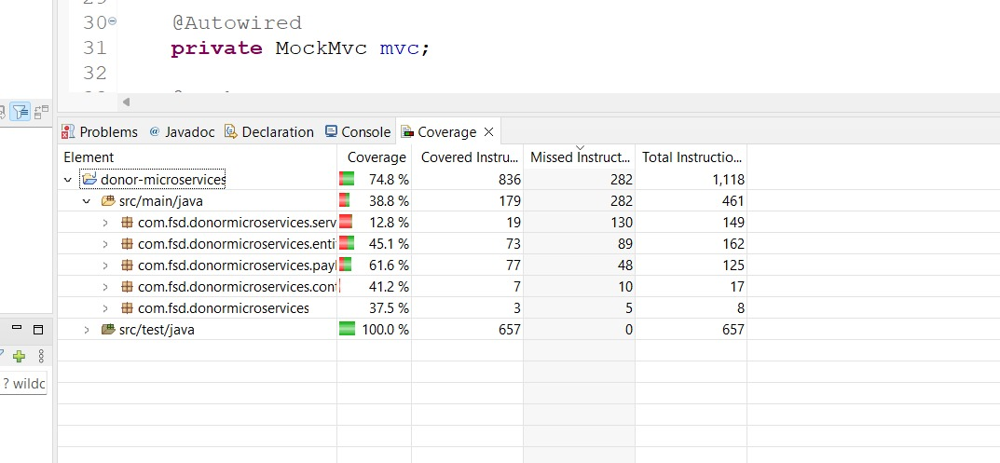 30 @Autowired
31 private MockMvc mvc;
32
Problems @ Javadoc Declaration Console Coverage
Element Coverage Covered Instru... Missed Instruct... Total Instructio...
donor-microservices 74.8 % 836 282 1,118
src/main/java 38.8 % 179 282 461
com.fsd.donormicroservices.serv 12.8 % 19 130 149
com.fsd.donormicroservices.enti 45.1 % 73 89 162
com.fsd.donormicroservices.payl 61.6 % 77 48 125
com.fsd.donormicroservices.con 41.2 % 7 10 17
com.fsd.donormicroservices 37.5 % 3 5 8
src/test/java 100.0 % 657 0 657
? wildc